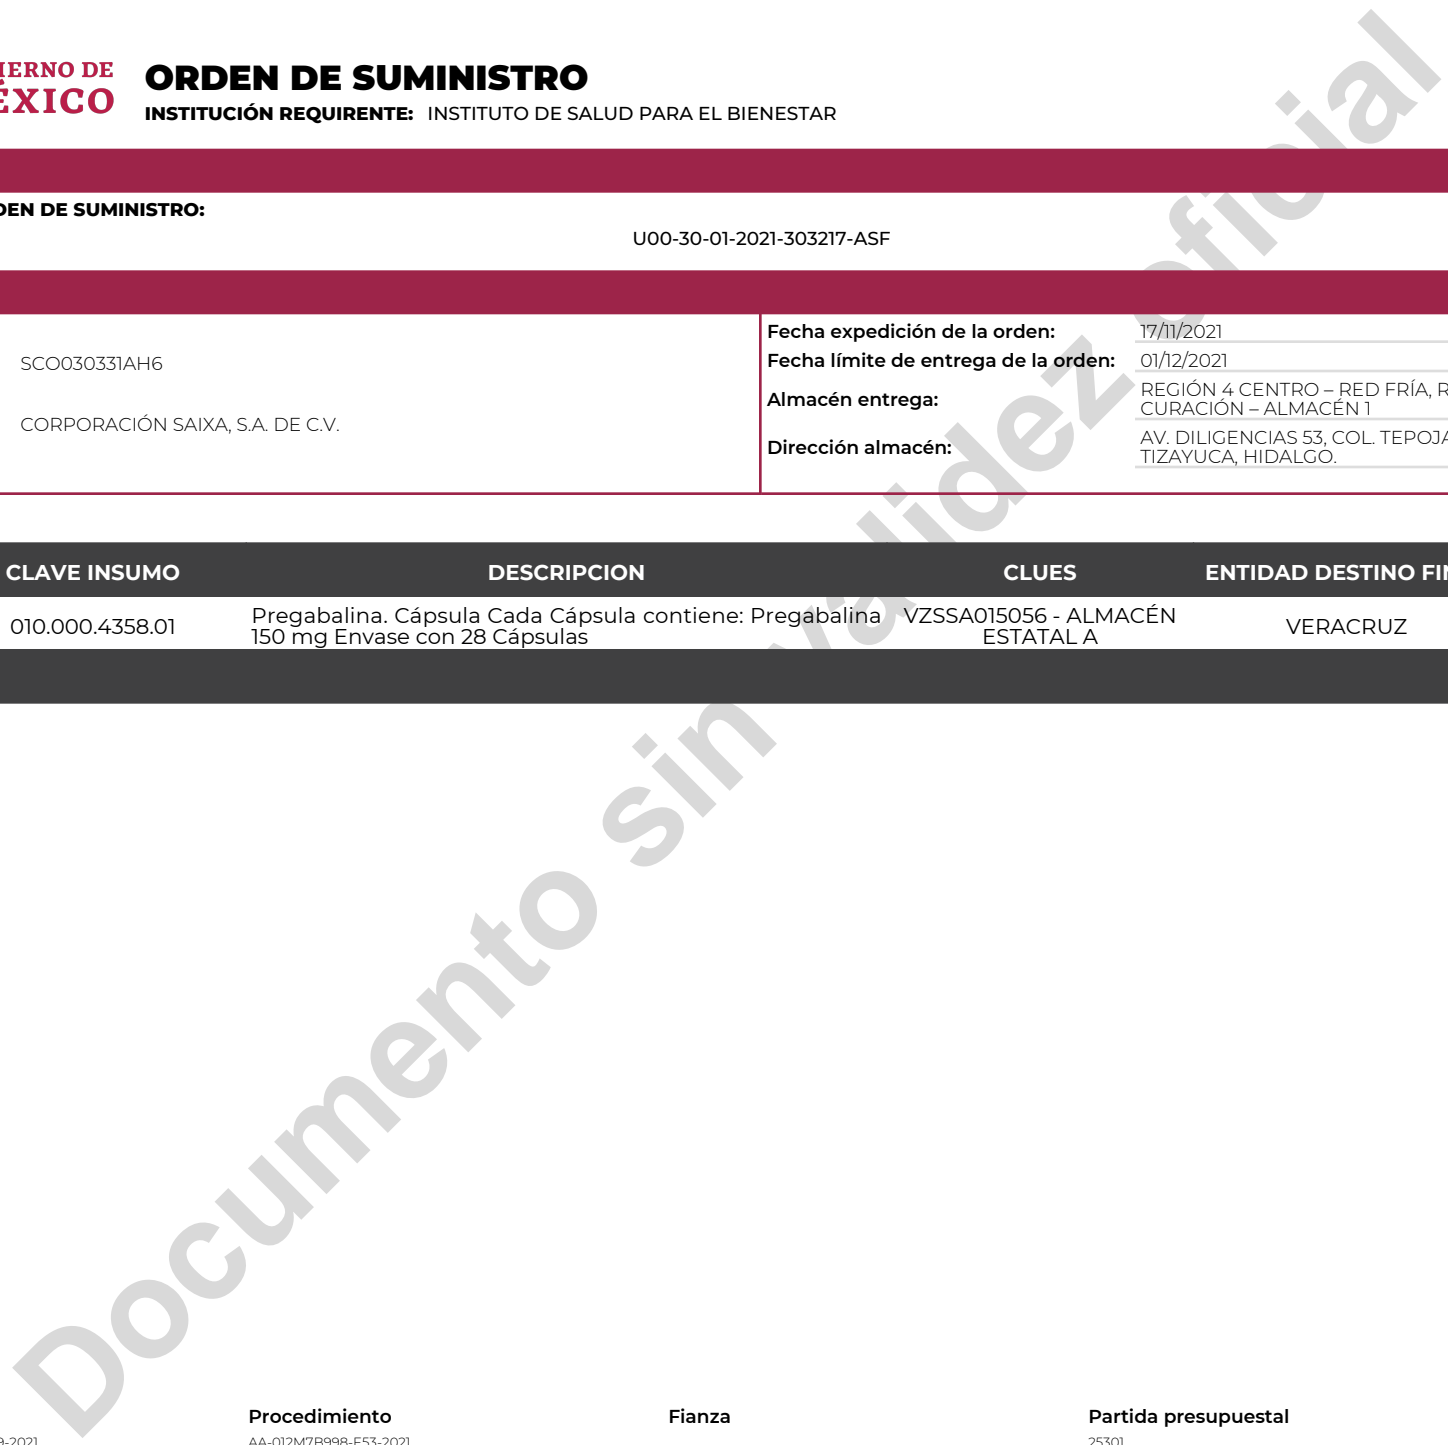 IERNO DE
ÉXICO
ORDEN DE SUMINISTRO
INSTITUCIÓN REQUIRENTE: INSTITUTO DE SALUD PARA EL BIENESTAR
DEN DE SUMINISTRO:
U00-30-01-2021-303217-ASF
SCO030331AH6
CORPORACIÓN SAIXA, S.A. DE C.V.
Fecha expedición de la orden: 17/11/2021
Fecha límite de entrega de la orden: 01/12/2021
Almacén entrega: REGIÓN 4 CENTRO – RED FRÍA, R
CURACIÓN – ALMACÉN 1
Dirección almacén: AV. DILIGENCIAS 53, COL. TEPOJA
TIZAYUCA, HIDALGO.
CLAVE INSUMO DESCRIPCION CLUES ENTIDAD DESTINO FIN
010.000.4358.01 Pregabalina. Cápsula Cada Cápsula contiene: Pregabalina VZSSA015056 - ALMACÉN VERACRUZ
150 mg Envase con 28 Cápsulas ESTATAL A
Documento sin validez oficial
Procedimiento Fianza Partida presupuestal
9-2021 AA-012M7B998-E53-2021 25301